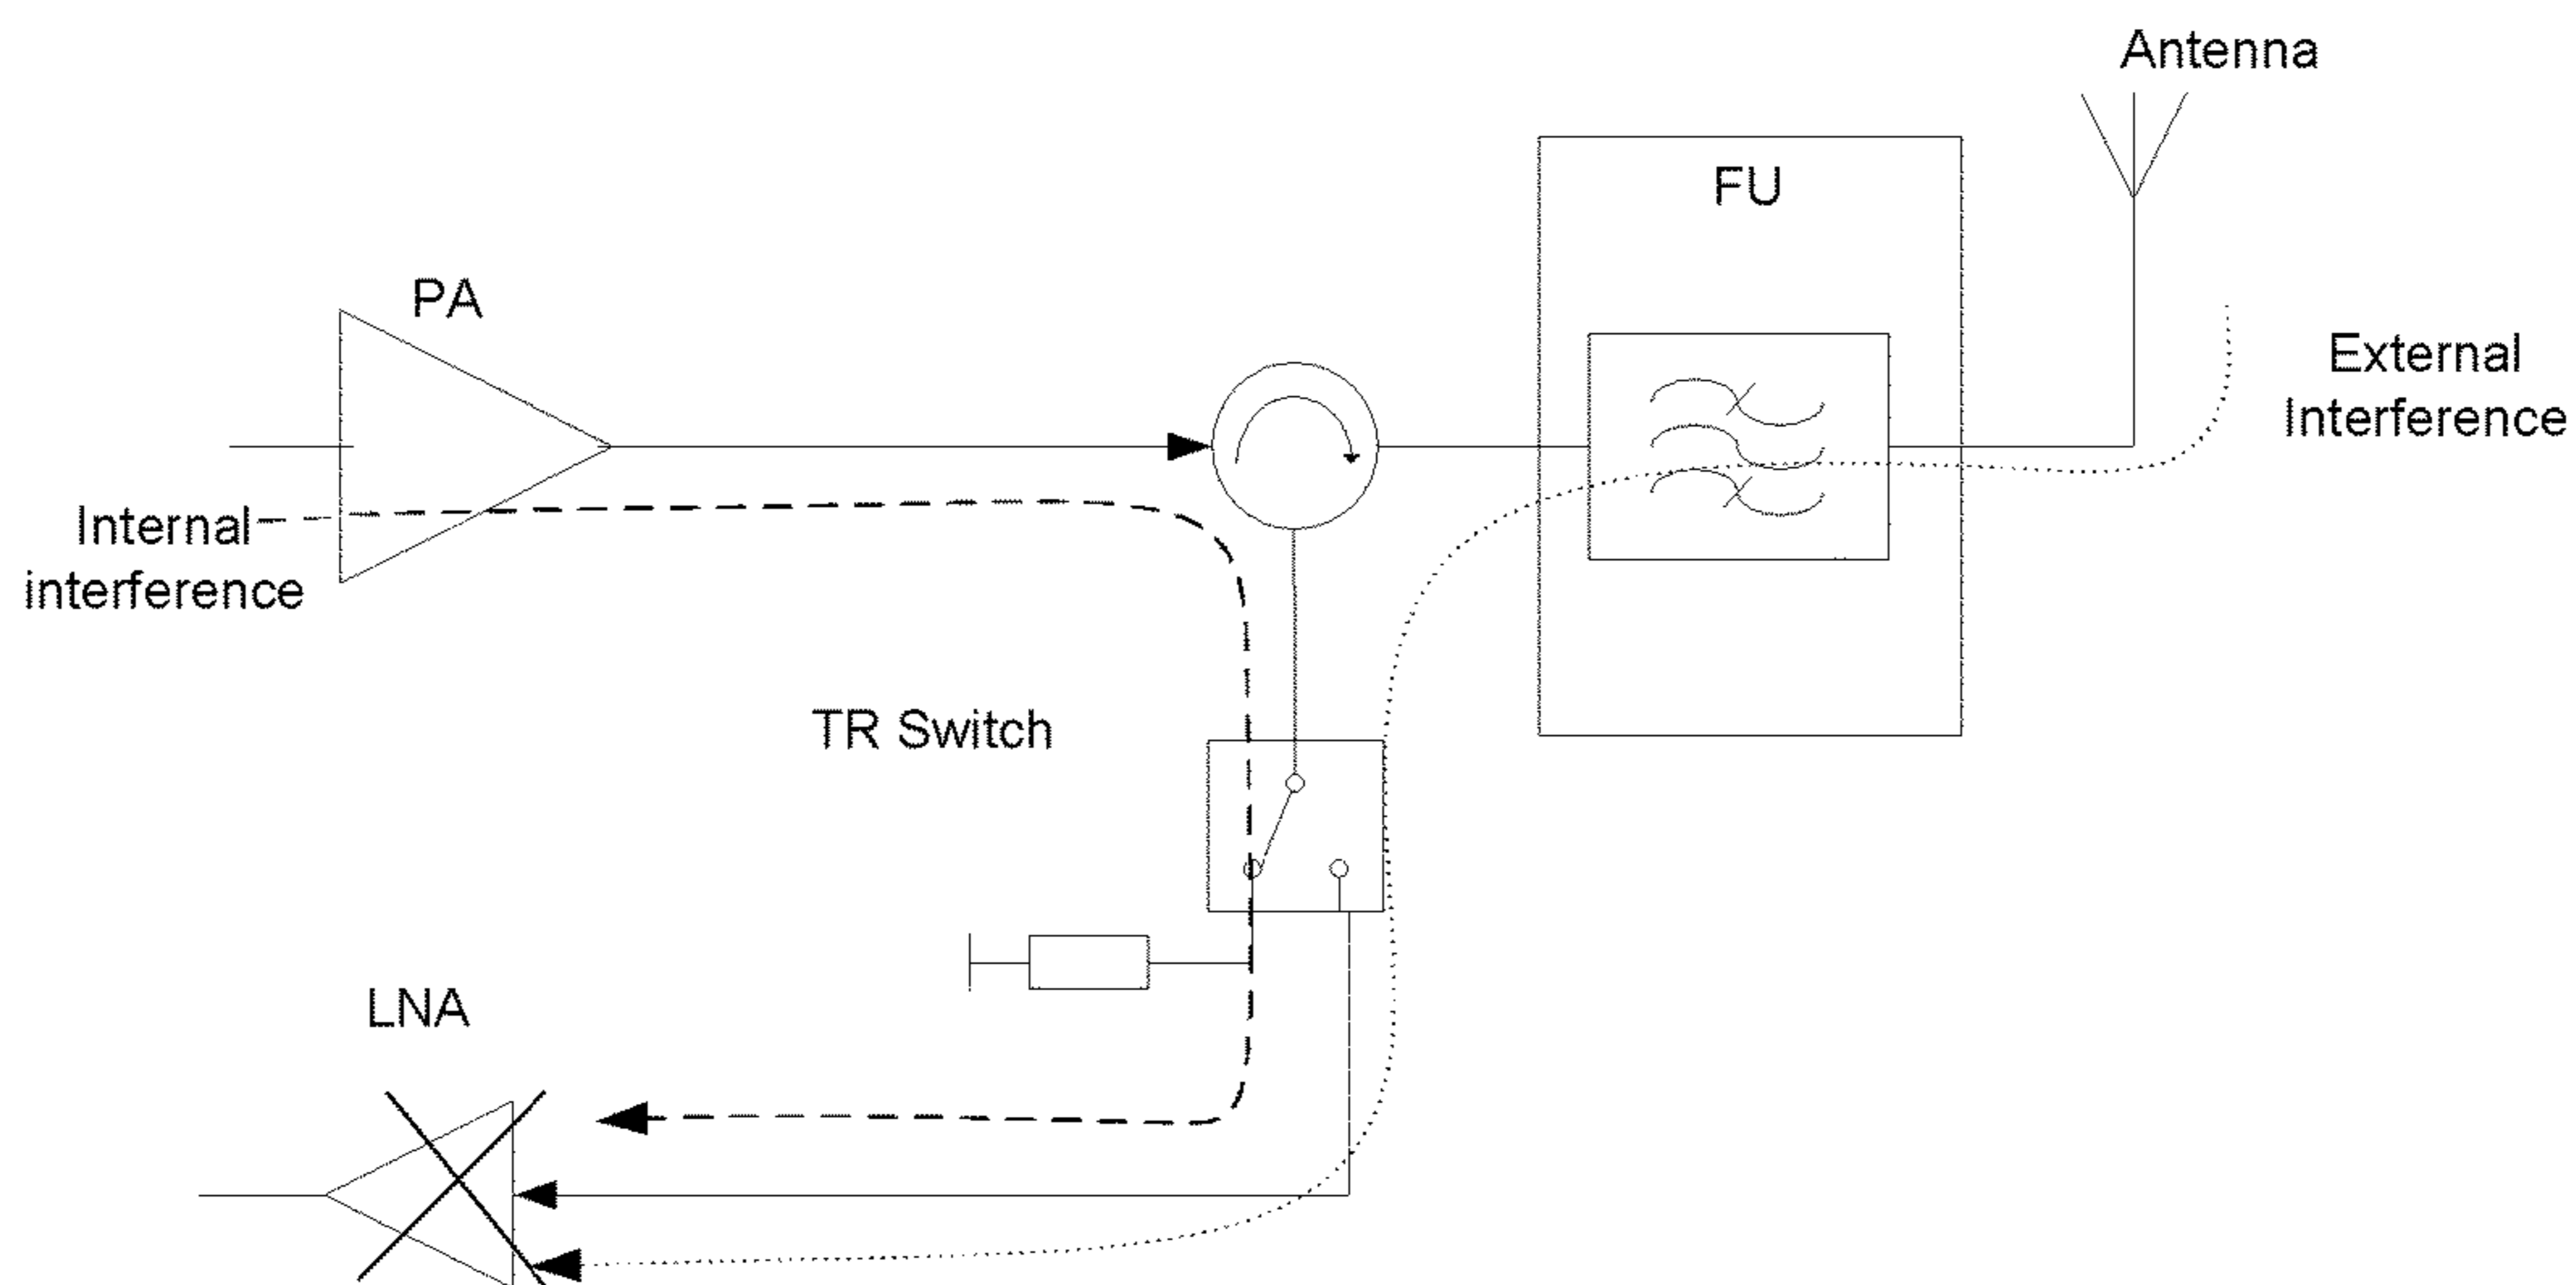 Antenna
FU
PA
External
Interference
Internal
interference
TR Switch
LNA